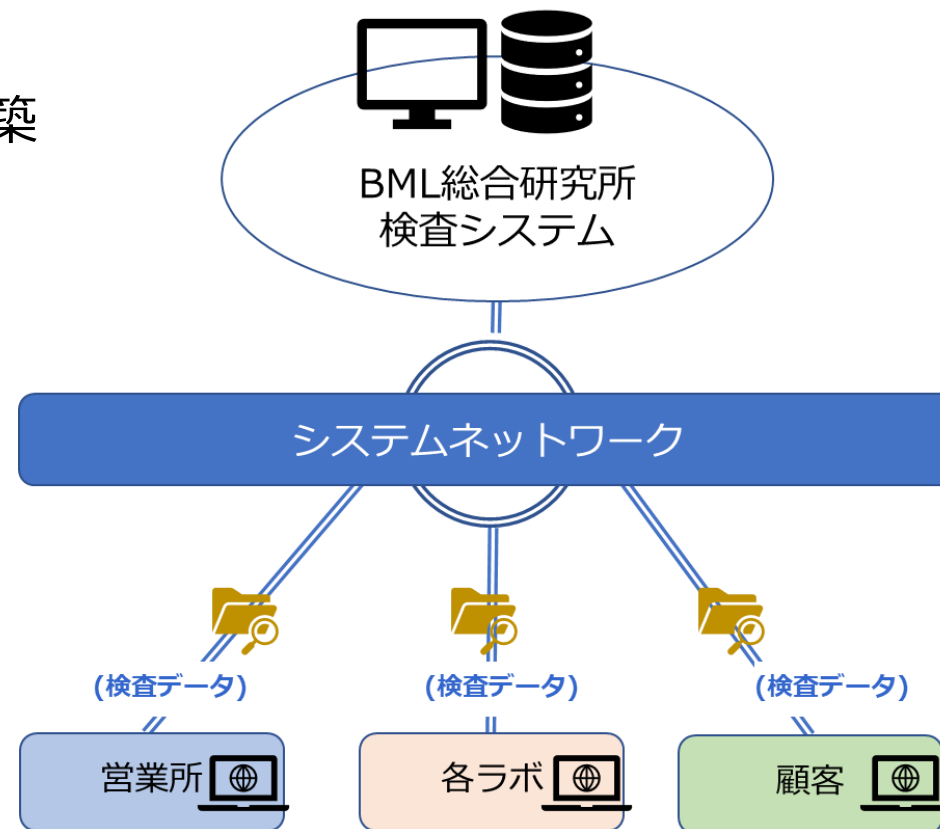 築
BML総合研究所
検査システム
システムネットワーク
(検査データ) (検査データ) (検査データ)
営業所 各ラボ 顧客